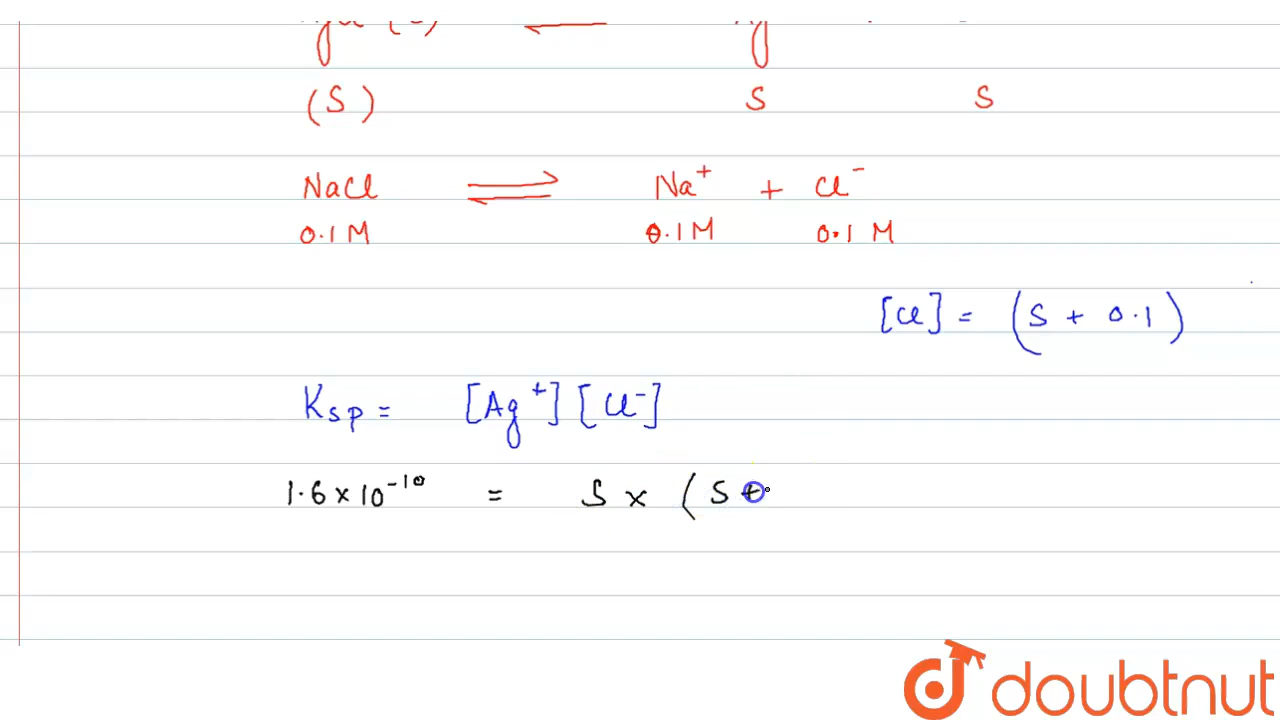 (S) S S
NaCl ⇌ Na⁺ + Cl⁻
0.1 M 0.1 M 0.1 M
[Cl] = (S + 0.1)
Ksp = [Ag⁺] [Cl⁻]
1.6 × 10⁻¹⁰ = S × (S +
doubtnut